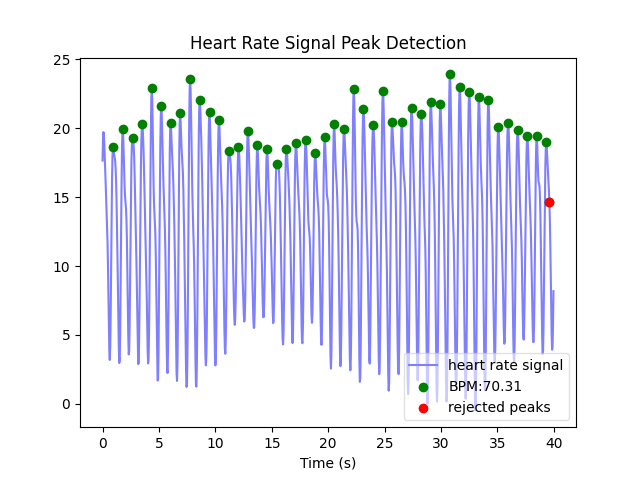 Heart Rate Signal Peak Detection
25
20
15
10
5
0
heart rate signal
BPM:70.31
rejected peaks
0 5 10 15 20 25 30 35 40
Time (s)